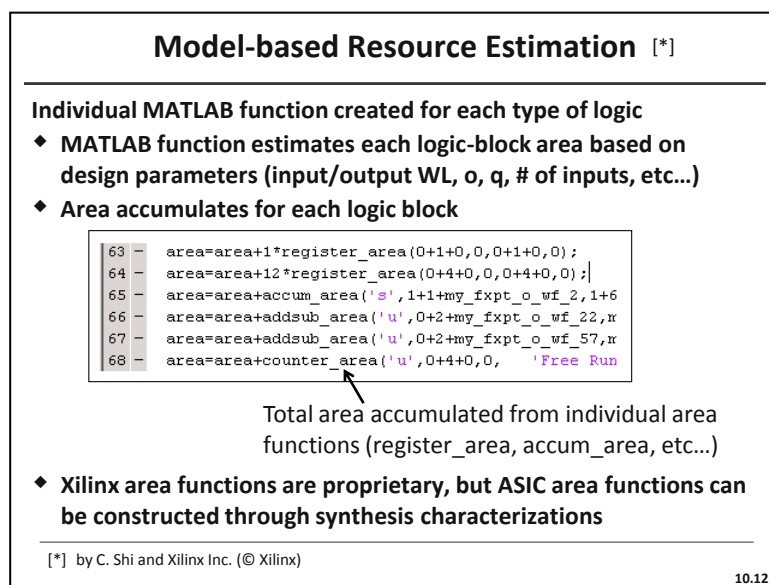 Model-based Resource Estimation [*]
Individual MATLAB function created for each type of logic
◆ MATLAB function estimates each logic-block area based on
design parameters (input/output WL, o, q, # of inputs, etc…)
◆ Area accumulates for each logic block
63 – area=area+1*register_area(0+1+0,0,0+1+0,0);
64 – area=area+12*register_area(0+4+0,0,0+4+0,0);
65 – area=area+accum_area('s',1+1+my_fxpt_o_wf_2,1+6
66 – area=area+addsub_area('u',0+2+my_fxpt_o_wf_22,m
67 – area=area+addsub_area('u',0+2+my_fxpt_o_wf_57,m
68 – area=area+counter_area('u',0+4+0,0, 'Free Run
Total area accumulated from individual area
functions (register_area, accum_area, etc…)
◆ Xilinx area functions are proprietary, but ASIC area functions can
be constructed through synthesis characterizations
[*] by C. Shi and Xilinx Inc. (© Xilinx)
10.12